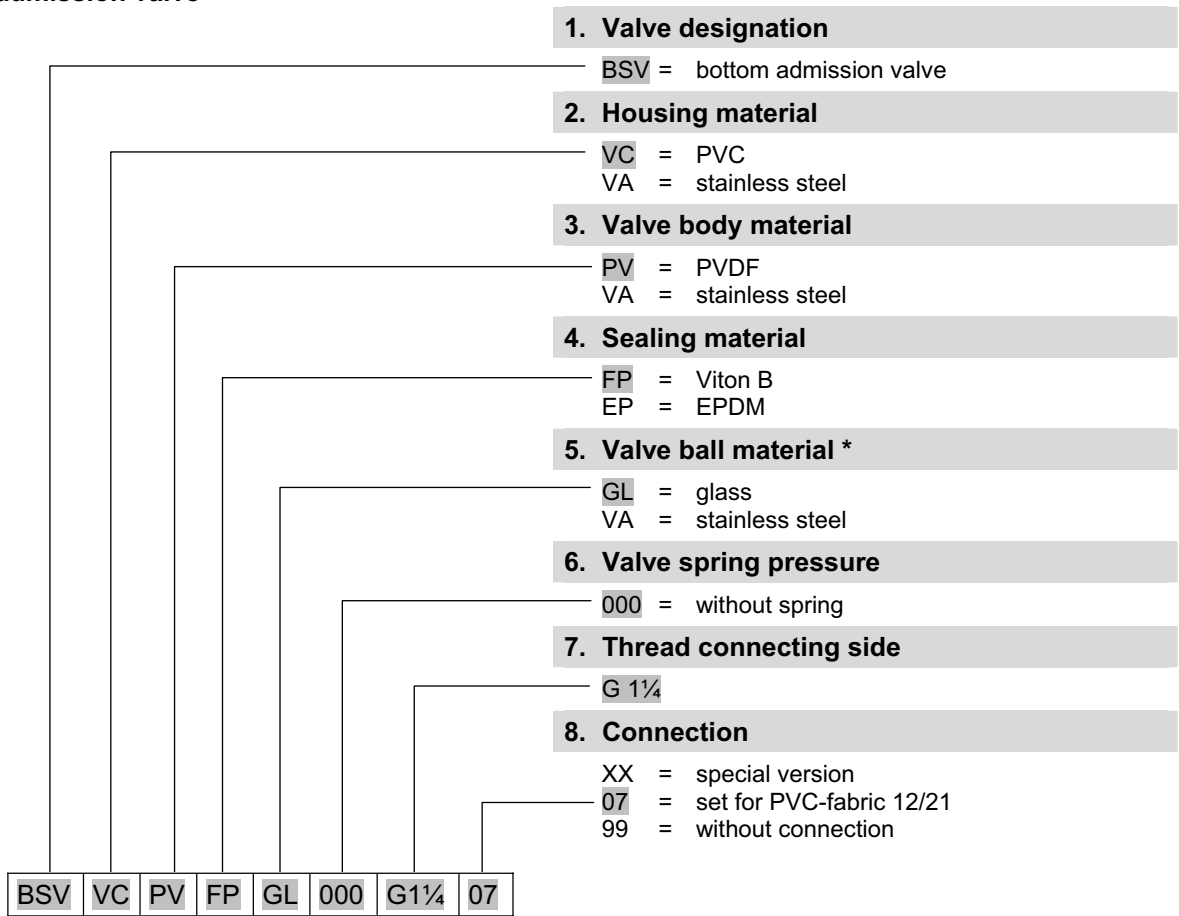 1. Valve designation
BSV = bottom admission valve
2. Housing material
VC = PVC
VA = stainless steel
3. Valve body material
PV = PVDF
VA = stainless steel
4. Sealing material
FP = Viton B
EP = EPDM
5. Valve ball material *
GL = glass
VA = stainless steel
6. Valve spring pressure
000 = without spring
7. Thread connecting side
G 1¼
8. Connection
XX = special version
07 = set for PVC-fabric 12/21
99 = without connection
BSV VC PV FP GL 000 G1¼ 07